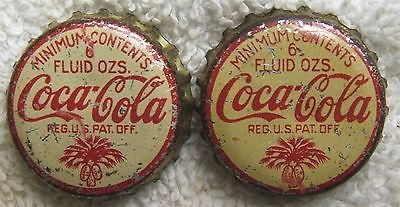 MINIMUM CONTENTS
6
FLUID OZS.
Coca-Cola
REG. U.S. PAT. OFF.
MINIMUM CONTENTS
6
FLUID OZS.
Coca-Cola
REG. U.S. PAT. OFF.